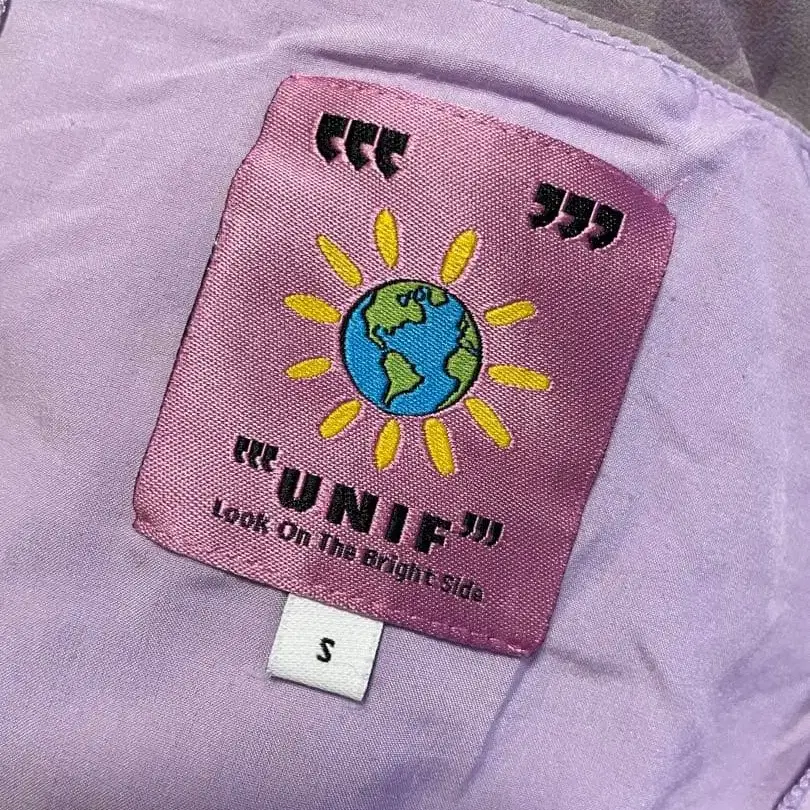 ‟‛ ”’
"‛UNIF"’
Look On The Bright Side
S